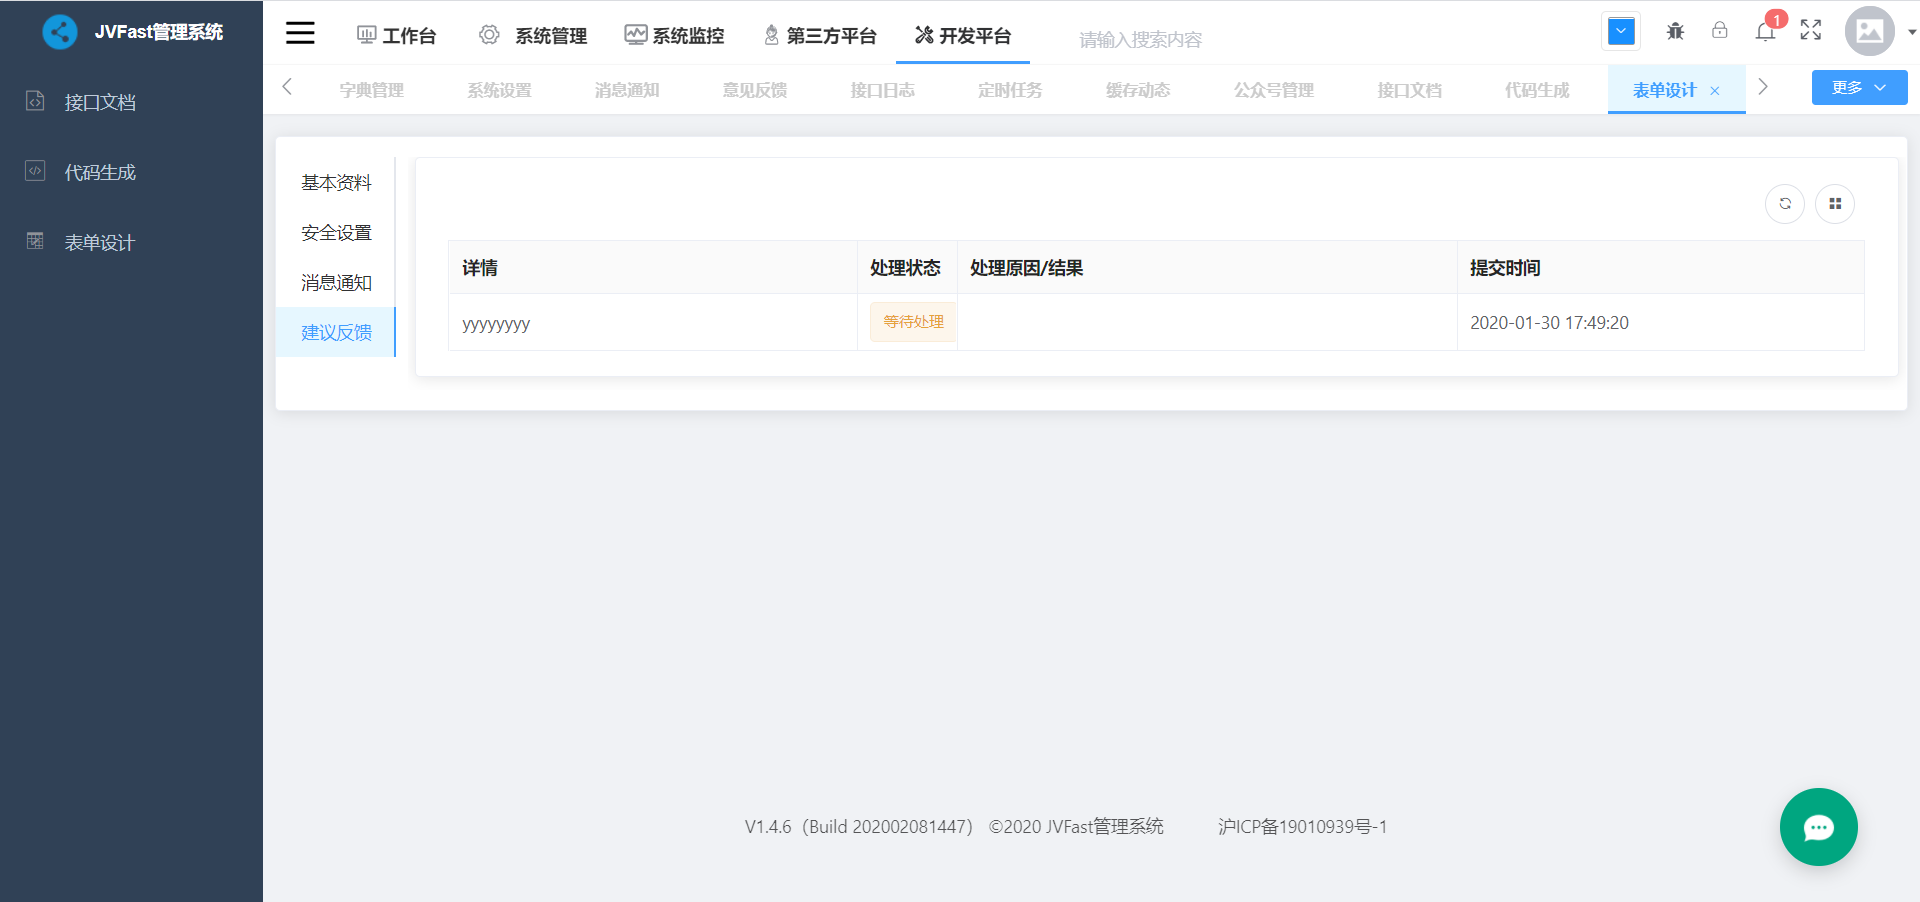 JVFast管理系统
工作台 系统管理 系统监控 第三方平台 开发平台 请输入搜索内容 1
字典管理 系统设置 消息通知 意见反馈 接口日志 定时任务 缓存动态 公众号管理 接口文档 代码生成 表单设计 更多
接口文档
代码生成
表单设计
基本资料
安全设置
消息通知
建议反馈
详情 处理状态 处理原因/结果 提交时间
yyyyyyyy 等待处理 2020-01-30 17:49:20
V1.4.6（Build 202002081447） ©2020 JVFast管理系统 沪ICP备19010939号-1